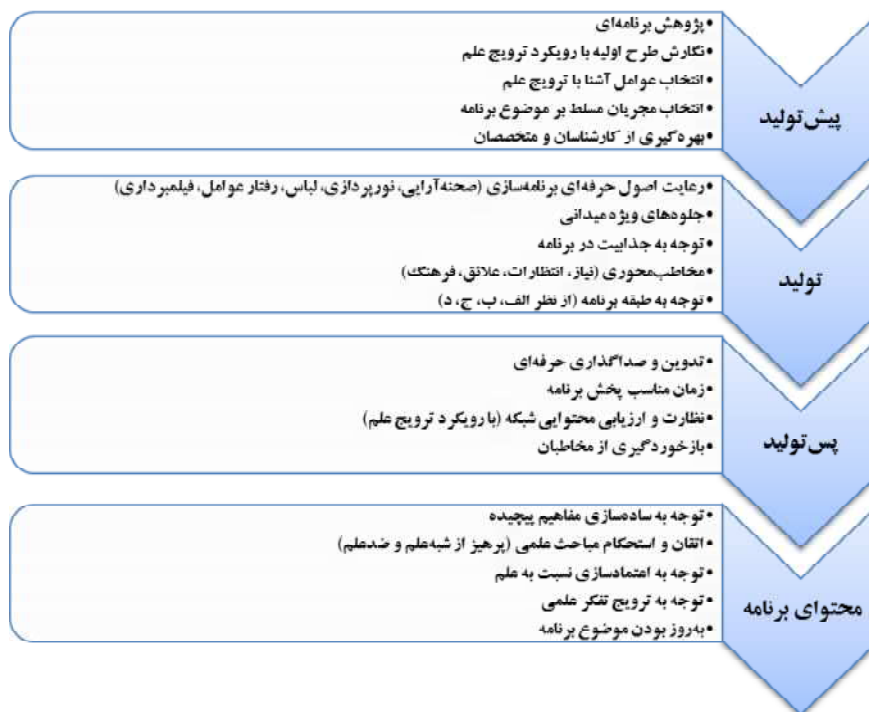 پیش‌تولید
•پژوهش برنامه‌ای
•نگارش طرح اولیه با رویکرد ترویج علم
•انتخاب عوامل آشنا با ترویج علم
•انتخاب مجریان مسلط بر موضوع برنامه
•بهره‌گیری از کارشناسان و متخصصان
تولید
•رعایت اصول حرفه‌ای برنامه‌سازی (صحنه‌آرایی، نورپردازی، لباس، رفتار عوامل، فیلمبرداری)
•جلوه‌های ویژه میدانی
•توجه به جذابیت در برنامه
•مخاطب‌محوری (نیاز، انتظارات، علائق، فرهنگ)
•توجه به طبقه برنامه (از نظر الف، ب، ج، د)
پس‌تولید
•تدوین و صداگذاری حرفه‌ای
•زمان مناسب پخش برنامه
•نظارت و ارزیابی محتوایی شبکه (با رویکرد ترویج علم)
•بازخوردگیری از مخاطبان
محتوای برنامه
•توجه به ساده‌سازی مفاهیم پیچیده
•اتقان و استحکام مباحث علمی (پرهیز از شبه‌علم و ضدعلم)
•توجه به اعتمادسازی نسبت به علم
•توجه به ترویج تفکر علمی
•به‌روز بودن موضوع برنامه